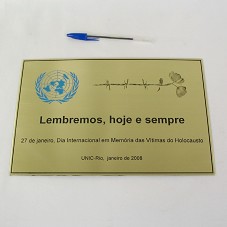 Lembremos, hoje e sempre
27 de janeiro, Dia Internacional em Memória das Vítimas do Holocausto
UNIC-Rio, janeiro de 2008